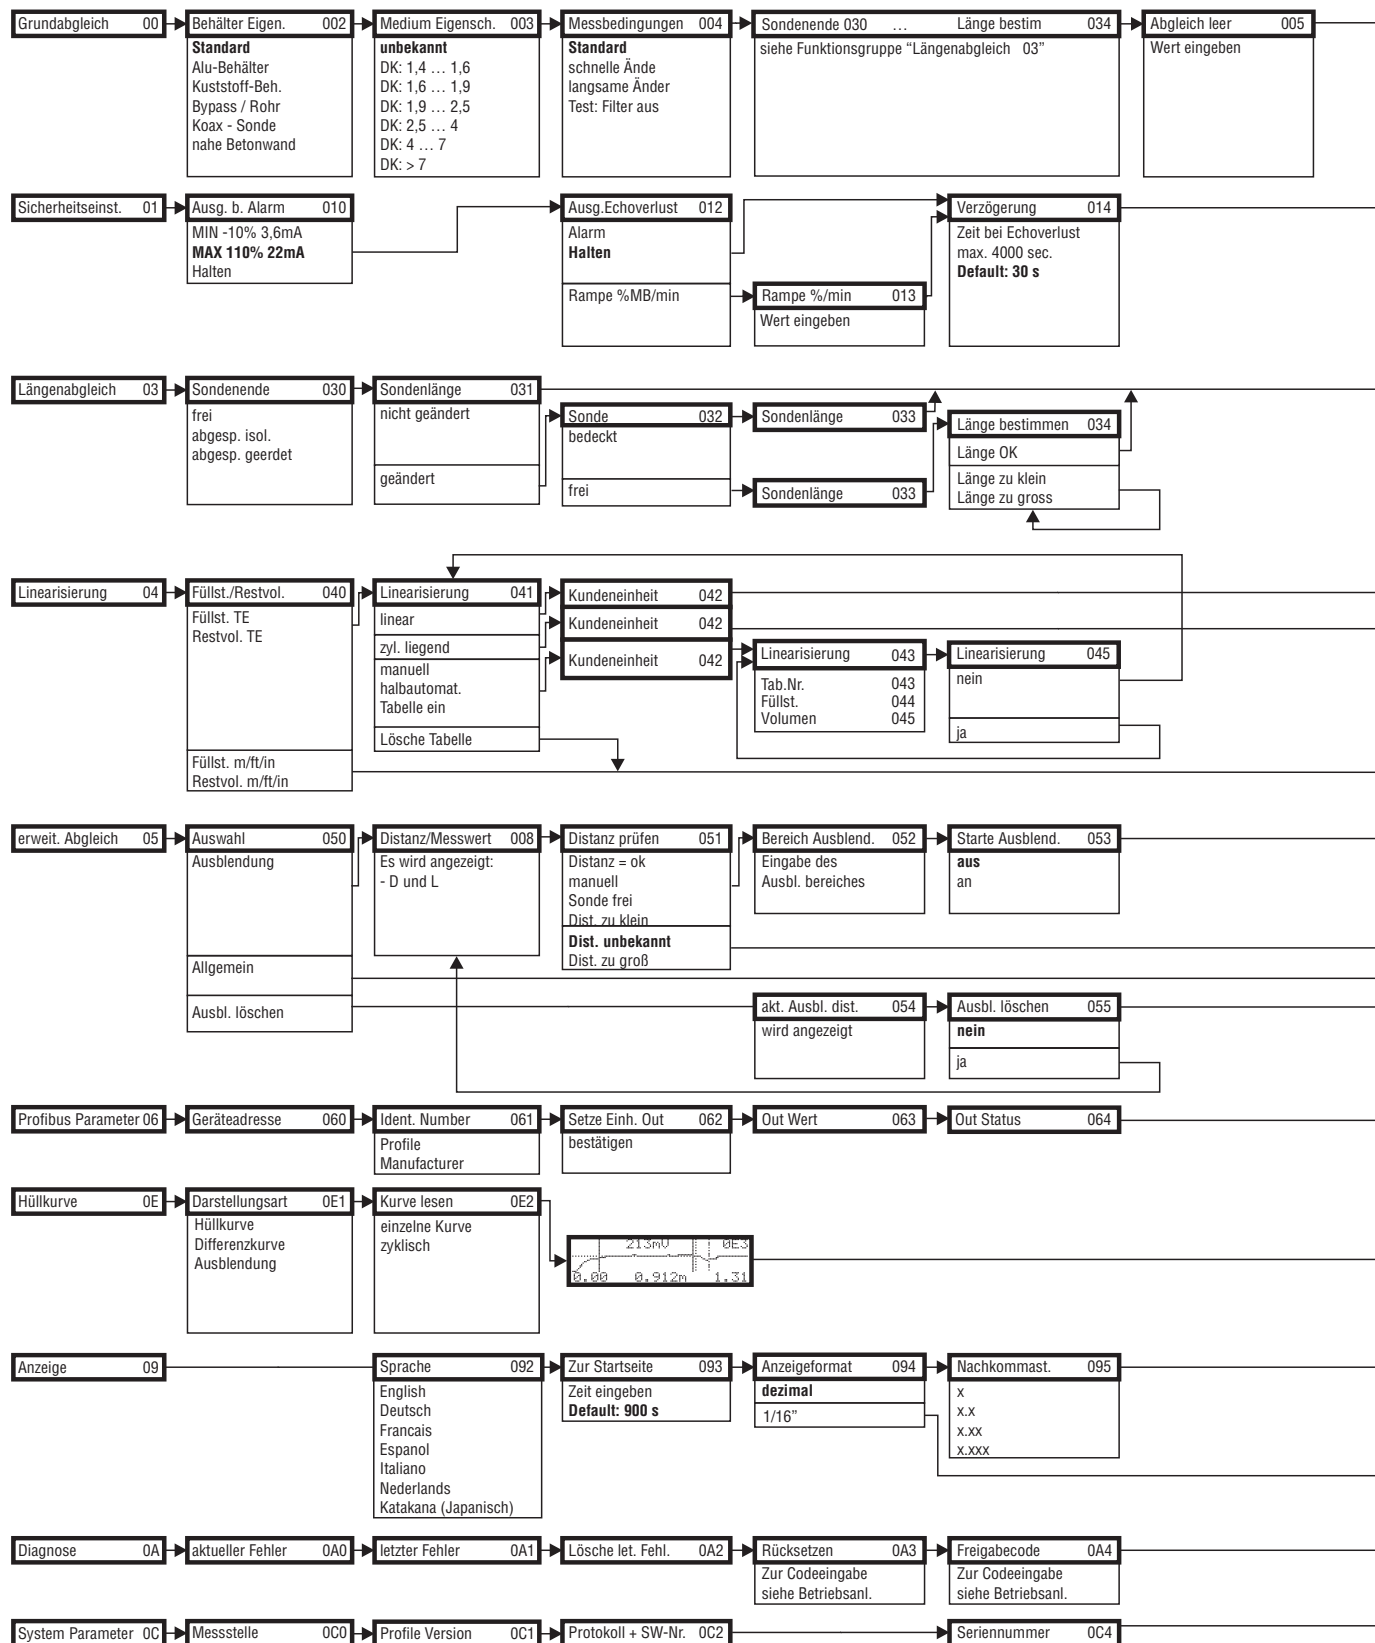 Grundabgleich 00
Behälter Eigen. 002
Standard
Alu-Behälter
Kuststoff-Beh.
Bypass / Rohr
Koax - Sonde
nahe Betonwand
Medium Eigensch. 003
unbekannt
DK: 1,4 … 1,6
DK: 1,6 … 1,9
DK: 1,9 … 2,5
DK: 2,5 … 4
DK: 4 … 7
DK: > 7
Messbedingungen 004
Standard
schnelle Ände
langsame Änder
Test: Filter aus
Sondenende 030 … Länge bestim 034
siehe Funktionsgruppe “Längenabgleich 03”
Abgleich leer 005
Wert eingeben
Sicherheitseinst. 01
Ausg. b. Alarm 010
MIN -10% 3,6mA
MAX 110% 22mA
Halten
Ausg.Echoverlust 012
Alarm
Halten
Rampe %MB/min
Rampe %/min 013
Wert eingeben
Verzögerung 014
Zeit bei Echoverlust
max. 4000 sec.
Default: 30 s
Längenabgleich 03
Sondenende 030
frei
abgesp. isol.
abgesp. geerdet
Sondenlänge 031
nicht geändert
geändert
Sonde 032
bedeckt
frei
Sondenlänge 033
Sondenlänge 033
Länge bestimmen 034
Länge OK
Länge zu klein
Länge zu gross
Linearisierung 04
Füllst./Restvol. 040
Füllst. TE
Restvol. TE
Füllst. m/ft/in
Restvol. m/ft/in
Linearisierung 041
linear
zyl. liegend
manuell
halbautomat.
Tabelle ein
Lösche Tabelle
Kundeneinheit 042
Kundeneinheit 042
Kundeneinheit 042
Linearisierung 043
Tab.Nr. 043
Füllst. 044
Volumen 045
Linearisierung 045
nein
ja
erweit. Abgleich 05
Auswahl 050
Ausblendung
Allgemein
Ausbl. löschen
Distanz/Messwert 008
Es wird angezeigt:
- D und L
Distanz prüfen 051
Distanz = ok
manuell
Sonde frei
Dist. zu klein
Dist. unbekannt
Dist. zu groß
Bereich Ausblend. 052
Eingabe des
Ausbl. bereiches
Starte Ausblend. 053
aus
an
akt. Ausbl. dist. 054
wird angezeigt
Ausbl. löschen 055
nein
ja
Profibus Parameter 06
Geräteadresse 060
Ident. Number 061
Profile
Manufacturer
Setze Einh. Out 062
bestätigen
Out Wert 063
Out Status 064
Hüllkurve 0E
Darstellungsart 0E1
Hüllkurve
Differenzkurve
Ausblendung
Kurve lesen 0E2
einzelne Kurve
zyklisch
213mV 0E3
0.00 0.912m 1.31
Anzeige 09
Sprache 092
English
Deutsch
Francais
Espanol
Italiano
Nederlands
Katakana (Japanisch)
Zur Startseite 093
Zeit eingeben
Default: 900 s
Anzeigeformat 094
dezimal
1/16”
Nachkommast. 095
x
x.x
x.xx
x.xxx
Diagnose 0A
aktueller Fehler 0A0
letzter Fehler 0A1
Lösche let. Fehl. 0A2
Rücksetzen 0A3
Zur Codeeingabe
siehe Betriebsanl.
Freigabecode 0A4
Zur Codeeingabe
siehe Betriebsanl.
System Parameter 0C
Messstelle 0C0
Profile Version 0C1
Protokoll + SW-Nr. 0C2
Seriennummer 0C4